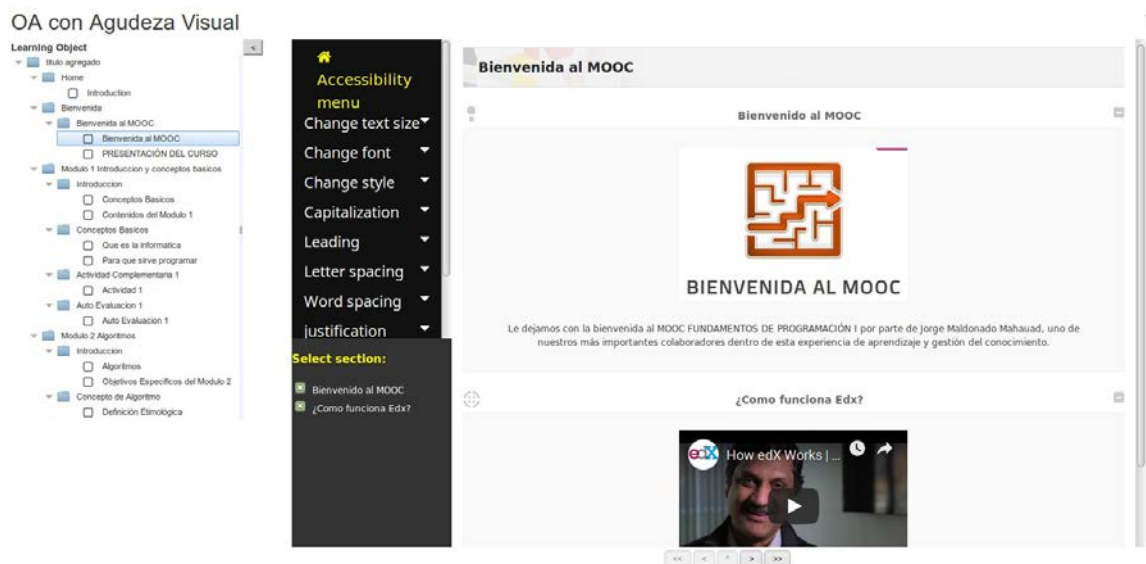 OA con Agudeza Visual
Learning Object
<
titulo agregado
Home
Introduction
Bienvenida
Bienvenida al MOOC
Bienvenida al MOOC
PRESENTACIÓN DEL CURSO
Modulo 1 Introduccion y conceptos basicos
Introduccion
Conceptos Basicos
Contenidos del Modulo 1
Conceptos Basicos
Que es la informatica
Para que sirve programar
Actividad Complementaria 1
Actividad 1
Auto Evaluacion 1
Auto Evaluacion 1
Modulo 2 Algoritmos
Introduccion
Algoritmos
Objetivos Especificos del Modulo 2
Concepto de Algoritmo
Definición Etimológica
Accessibility
menu
Change text size
Change font
Change style
Capitalization
Leading
Letter spacing
Word spacing
justification
Select section:
Bienvenido al MOOC
¿Como funciona Edx?
Bienvenida al MOOC
Bienvenido al MOOC
BIENVENIDA AL MOOC
Le dejamos con la bienvenida al MOOC FUNDAMENTOS DE PROGRAMACIÓN I por parte de Jorge Maldonado Mahauad, uno de
nuestros más importantes colaboradores dentro de esta experiencia de aprendizaje y gestión del conocimiento.
¿Como funciona Edx?
edX How edX Works | ...
<< < ^ > >>